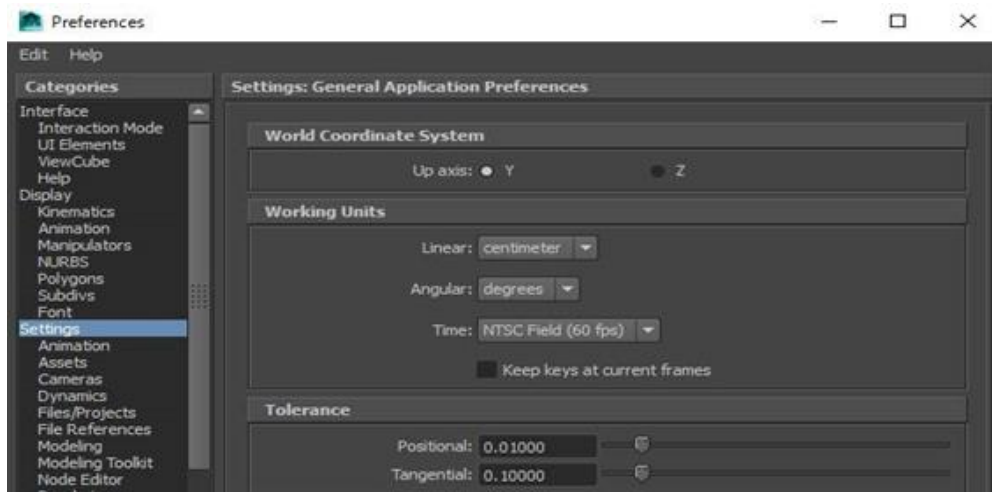 Preferences
Edit Help
Categories
Interface
Interaction Mode
UI Elements
ViewCube
Help
Display
Kinematics
Animation
Manipulators
NURBS
Polygons
Subdivs
Font
Settings
Animation
Assets
Cameras
Dynamics
Files/Projects
File References
Modeling
Modeling Toolkit
Node Editor
Settings: General Application Preferences
World Coordinate System
Up axis: Y Z
Working Units
Linear: centimeter
Angular: degrees
Time: NTSC Field (60 fps)
Keep keys at current frames
Tolerance
Positional: 0.01000
Tangential: 0.10000